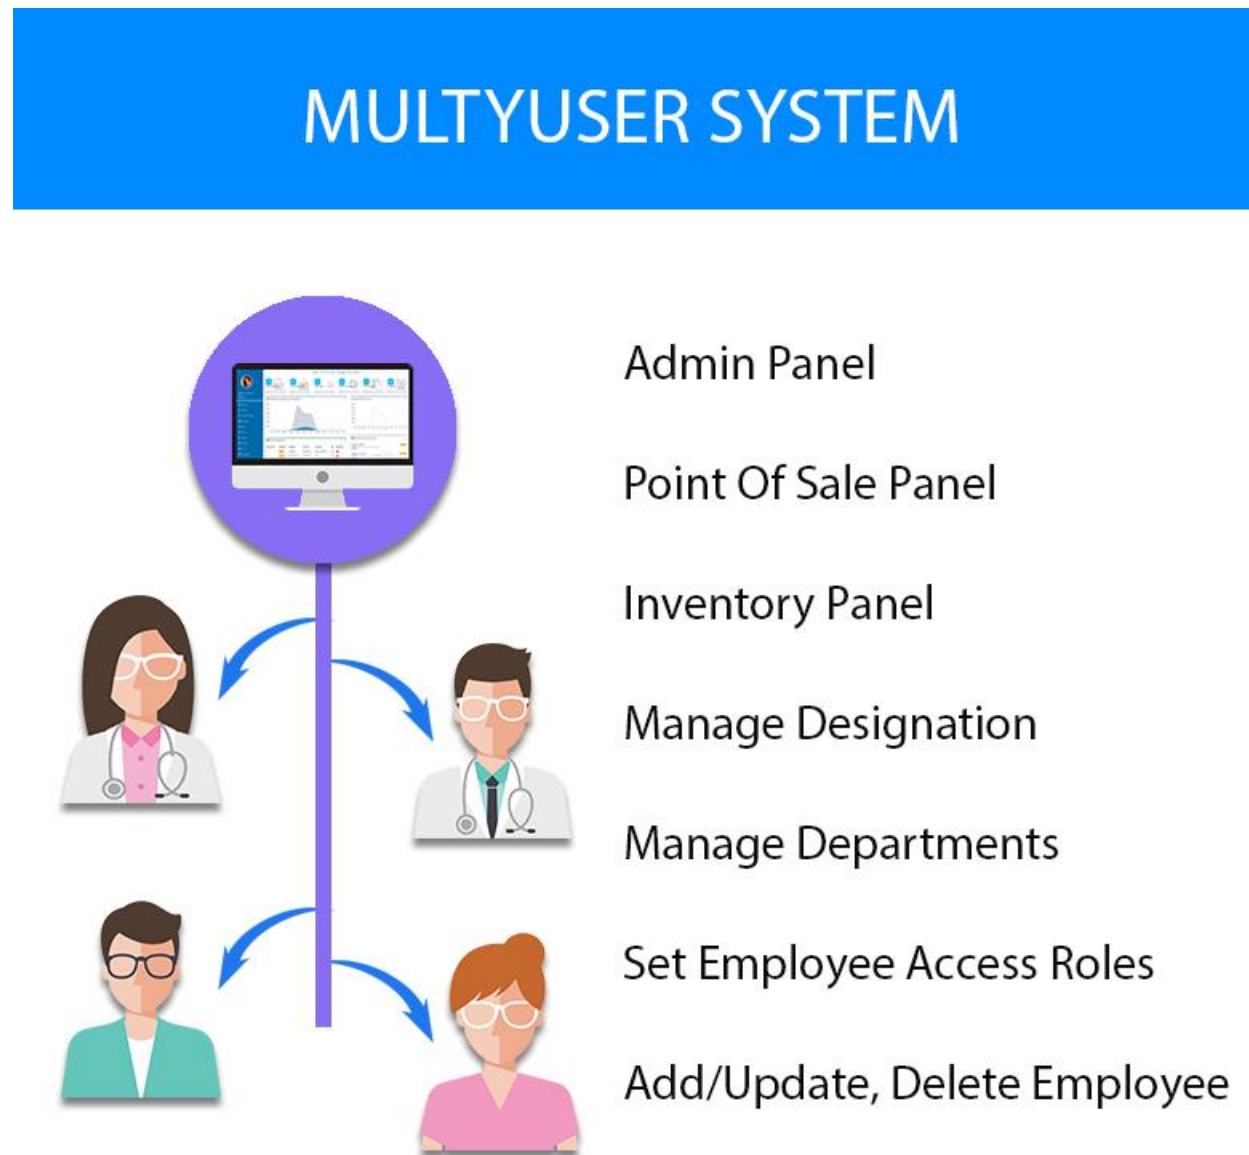 MULTYUSER SYSTEM
Admin Panel
Point Of Sale Panel
Inventory Panel
Manage Designation
Manage Departments
Set Employee Access Roles
Add/Update, Delete Employee